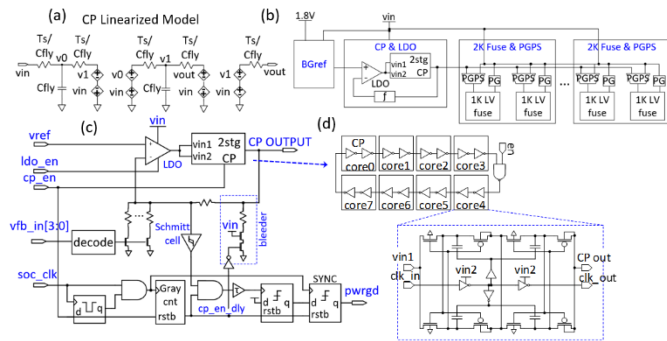 (a) CP Linearized Model
Ts/
Cfly
v0
Ts/
Cfly
Ts/
Cfly
v1
Ts/
Cfly
Ts/
Cfly
vin
Cfly
v1
vin
v0
vin
Cfly
vout
vin
v1
vin
vout
(b)
1.8V
vin
BGref
CP & LDO
vin1
vin2
2stg
CP
LDO
f
2K Fuse & PGPS
PGPS
PG
PGPS
PG
1K LV
fuse
1K LV
fuse
...
2K Fuse & PGPS
PGPS
PG
PGPS
PG
1K LV
fuse
1K LV
fuse
(c)
vin
vref
ldo_en
cp_en
LDO
vin1
vin2
2stg
CP
CP OUTPUT
vfb_in[3:0]
decode
...
...
Schmitt
cell
vin
bleeder
soc_clk
d
q
Gray
cnt
rstb
cp_en_dly
d
q
rstb
SYNC
d
q
rstb
pwrgd
(d)
CP
core0
core1
core2
core3
en
core7
core6
core5
core4
vin1
clk_in
vin2
vin2
CP out
clk_out